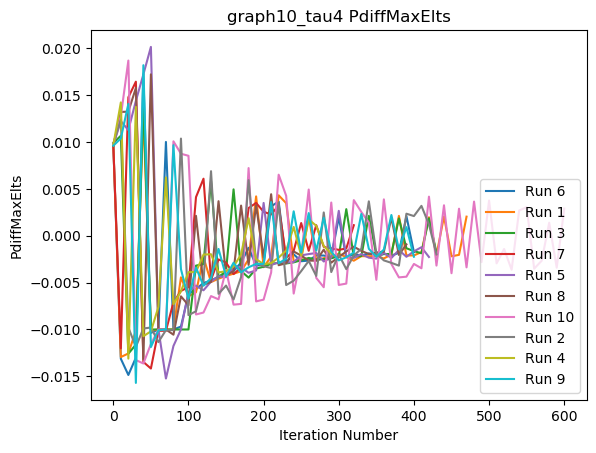 graph10_tau4 PdiffMaxElts
PdiffMaxElts
0.020
0.015
0.010
0.005
0.000
−0.005
−0.010
−0.015
0
100
200
300
400
500
600
Iteration Number
Run 6
Run 1
Run 3
Run 7
Run 5
Run 8
Run 10
Run 2
Run 4
Run 9